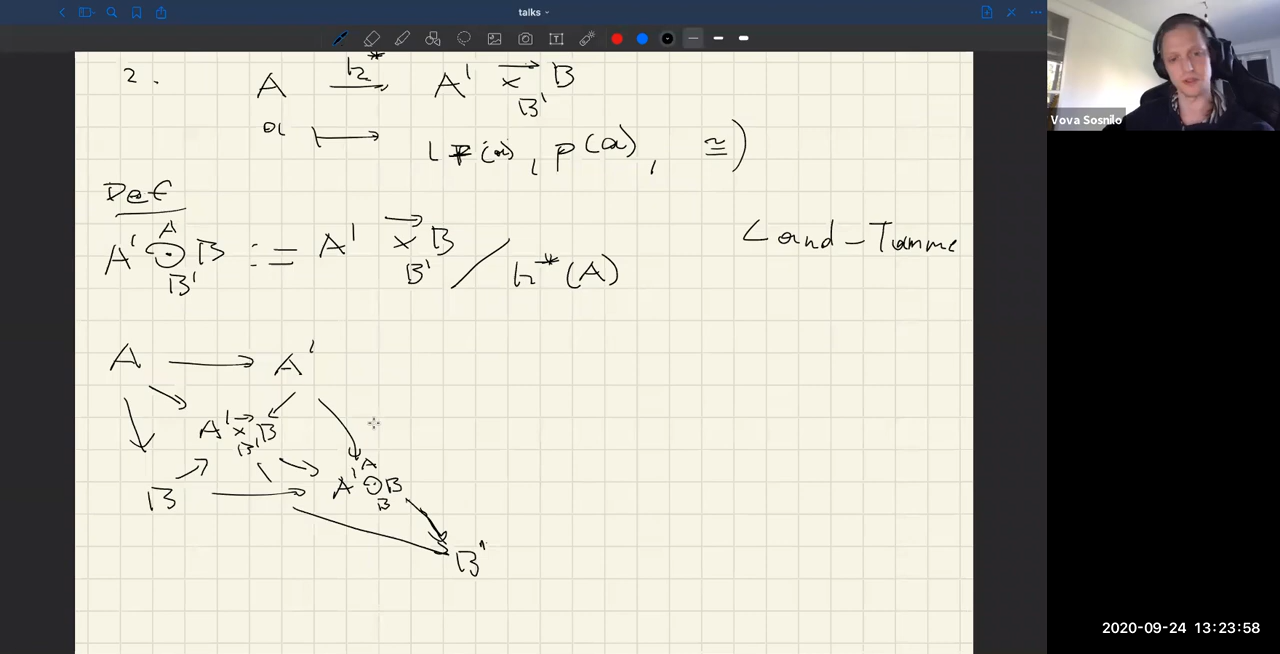 talks
2. A →^{h*} A' ×⃗_{B'} B
α ↦ (α), p(α), ≅)
Def
A' ⊙^A_{B'} B := A' ×⃗_{B'} B / h*(A)
Land-Tamme
A → A'
A' ×⃗_{B'} B
B → A' ⊙^A_B B
B'
Vova Sosnilo
2020-09-24 13:23:58